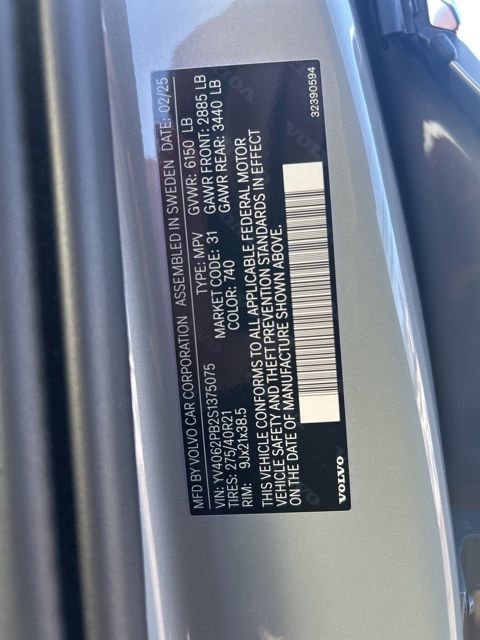 MFD BY VOLVO CAR CORPORATION ASSEMBLED IN SWEDEN DATE: 02/25
VIN: YV4062PB2S1375075 TYPE: MPV GVWR: 6150 LB
TIRES: 275/40R21 MARKET CODE: 31 GAWR FRONT: 2885 LB
RIM: 9Jx21x38.5 COLOR: 740 GAWR REAR: 3440 LB
THIS VEHICLE CONFORMS TO ALL APPLICABLE FEDERAL MOTOR
VEHICLE SAFETY AND THEFT PREVENTION STANDARDS IN EFFECT
ON THE DATE OF MANUFACTURE SHOWN ABOVE.
VOLVO
32390594